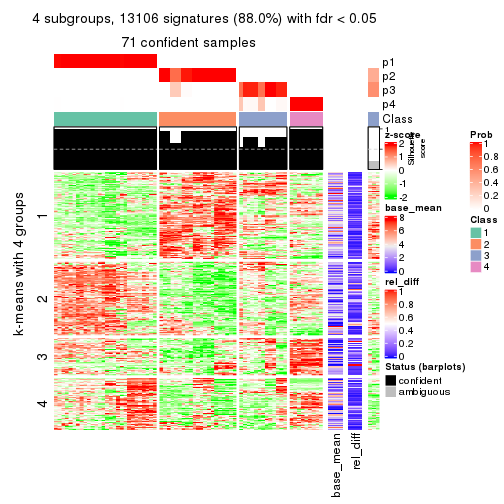 4 subgroups, 13106 signatures (88.0%) with fdr < 0.05
71 confident samples
p1
p2
p3
p4
Class
Silhouette
score
1
k-means with 4 groups
1
2
3
4
base_mean
rel_diff
z-score
2
1
0
-1
-2
base_mean
8
6
4
2
0
rel_diff
1
0.8
0.6
0.4
0.2
0
Status (barplots)
confident
ambiguous
Prob
1
0.8
0.6
0.4
0.2
0
Class
1
2
3
4